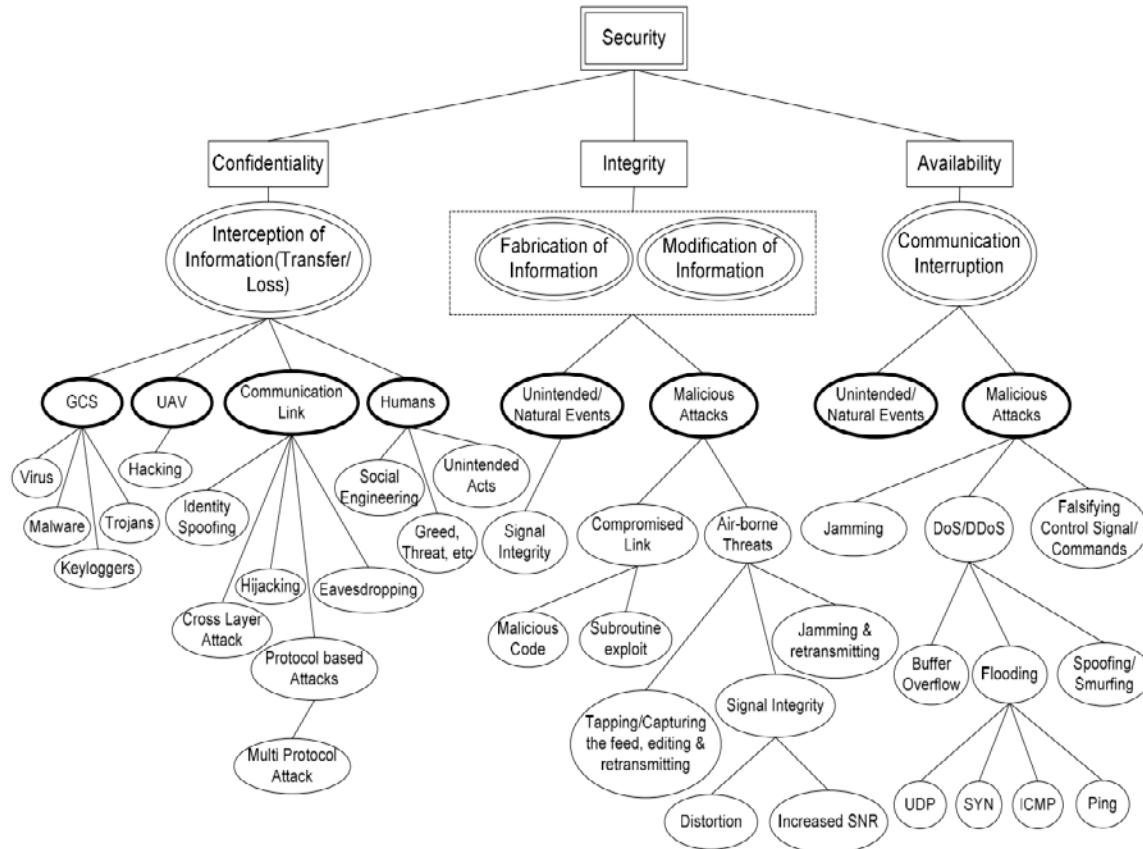 Security
Confidentiality
Integrity
Availability
Interception of
Information(Transfer/
Loss)
Fabrication of
Information
Modification of
Information
Communication
Interruption
GCS
UAV
Communication
Link
Humans
Unintended/
Natural Events
Malicious
Attacks
Unintended/
Natural Events
Malicious
Attacks
Virus
Malware
Keyloggers
Trojans
Hacking
Identity
Spoofing
Cross Layer
Attack
Hijacking
Protocol based
Attacks
Multi Protocol
Attack
Eavesdropping
Social
Engineering
Greed,
Threat, etc
Unintended
Acts
Signal
Integrity
Compromised
Link
Air-borne
Threats
Malicious
Code
Subroutine
exploit
Tapping/Capturing
the feed, editing &
retransmitting
Signal Integrity
Jamming &
retransmitting
Distortion
Increased SNR
Jamming
DoS/DDoS
Falsifying
Control Signal/
Commands
Buffer
Overflow
Flooding
Spoofing/
Smurfing
UDP
SYN
ICMP
Ping